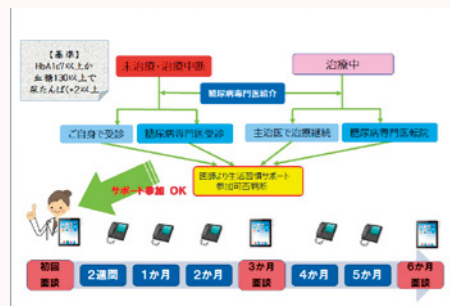 【基準】
HbA1c7以上か
血糖130以上で
尿たんぱく(+2)以上
未治療・治療中断
治療中
糖尿病専門医紹介
ご自身で受診
糖尿病専門医受診
主治医で治療継続
糖尿病専門医転院
医師より生活習慣サポート
参加可否判断
サポート参加 OK
初回
面談
2週間
1か月
2か月
3か月
面談
4か月
5か月
6か月
面談